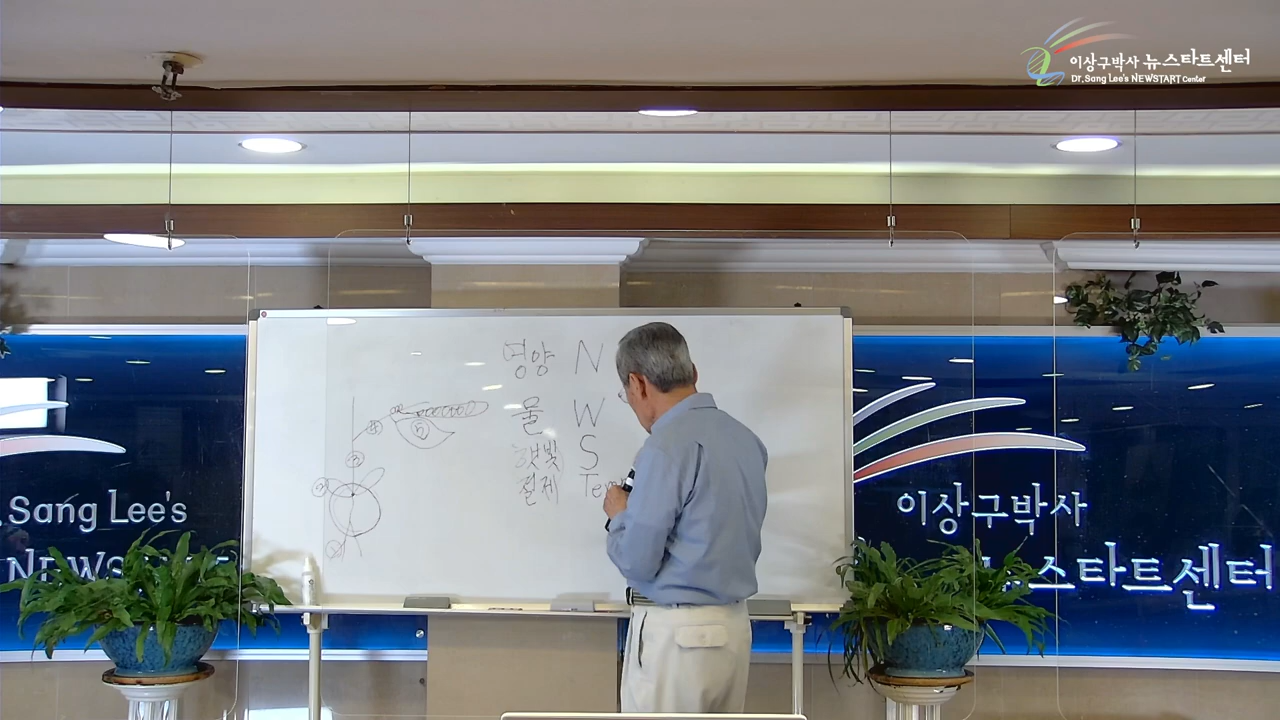 이상구박사 뉴스타트센터
Dr. Sang Lee's NEWSTART Center
영양 N
물 W
햇빛 S
절제 Te
5
Sang Lee's
NEWS
이상구박사
스타트센터